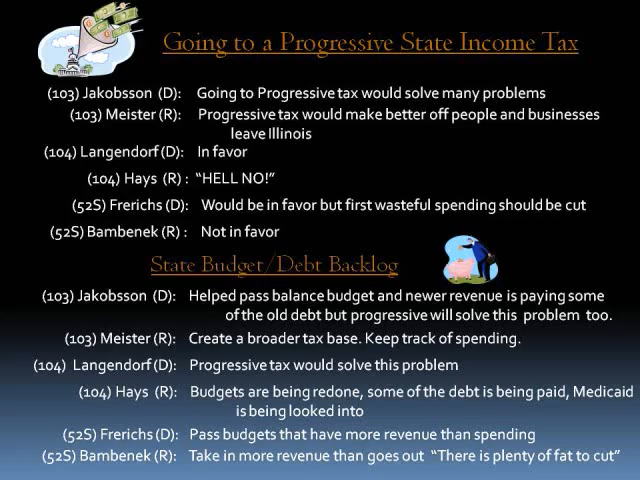 Going to a Progressive State Income Tax
(103) Jakobsson (D): Going to Progressive tax would solve many problems
(103) Meister (R): Progressive tax would make better off people and businesses
leave Illinois
(104) Langendorf (D): In favor
(104) Hays (R) : "HELL NO!"
(52S) Frerichs (D): Would be in favor but first wasteful spending should be cut
(52S) Bambenek (R) : Not in favor
State Budget/Debt Backlog
(103) Jakobsson (D): Helped pass balance budget and newer revenue is paying some
of the old debt but progressive will solve this problem too.
(103) Meister (R): Create a broader tax base. Keep track of spending.
(104) Langendorf (D): Progressive tax would solve this problem
(104) Hays (R): Budgets are being redone, some of the debt is being paid, Medicaid
is being looked into
(52S) Frerichs (D): Pass budgets that have more revenue than spending
(52S) Bambenek (R): Take in more revenue than goes out "There is plenty of fat to cut"